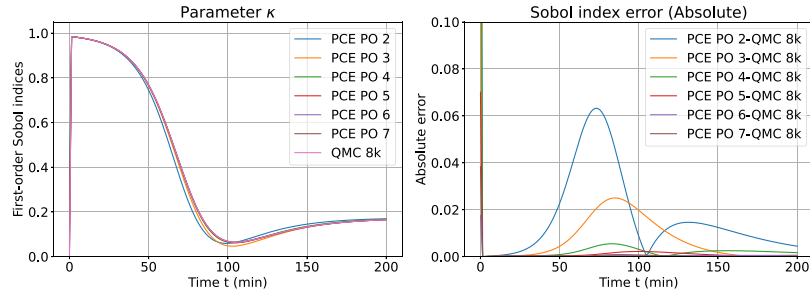 Parameter κ
First-order Sobol indices
1.0
0.8
0.6
0.4
0.2
0.0
PCE PO 2
PCE PO 3
PCE PO 4
PCE PO 5
PCE PO 6
PCE PO 7
QMC 8k
0 50 100 150 200
Time t (min)
Sobol index error (Absolute)
Absolute error
0.10
0.08
0.06
0.04
0.02
0.00
PCE PO 2-QMC 8k
PCE PO 3-QMC 8k
PCE PO 4-QMC 8k
PCE PO 5-QMC 8k
PCE PO 6-QMC 8k
PCE PO 7-QMC 8k
0 50 100 150 200
Time t (min)